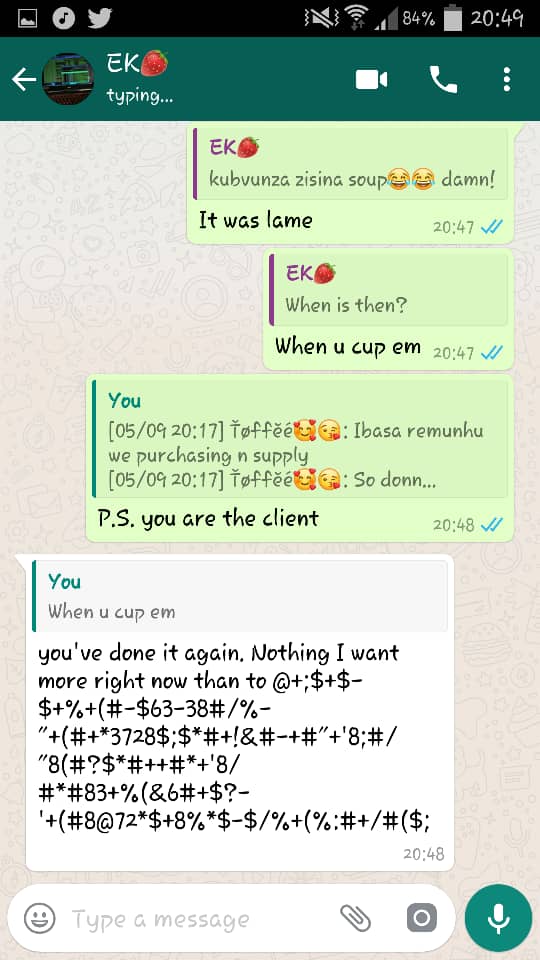 84% 20:49
EK🍓
typing...
EK🍓
kubvunza zisina soup😂😂 damn!
It was lame
20:47
EK🍓
When is then?
When u cup em
20:47
You
[05/09 20:17] Ťøffĕé🥰😘: Ibasa remunhu
we purchasing n supply
[05/09 20:17] Ťøffĕé🥰😘: So donn...
P.S. you are the client
20:48
You
When u cup em
you've done it again. Nothing I want
more right now than to @+;$+$-
$+%+(#-$63-38#/%-
"+(#+*3728$;$*#+!&#-+#"+'8;#/
"8(#?$*#++#*+'8/
#*#83+%(&6#+$?-
'+(#8@72*$+8%*$-$/%+(%:#+/#($;
20:48
Type a message